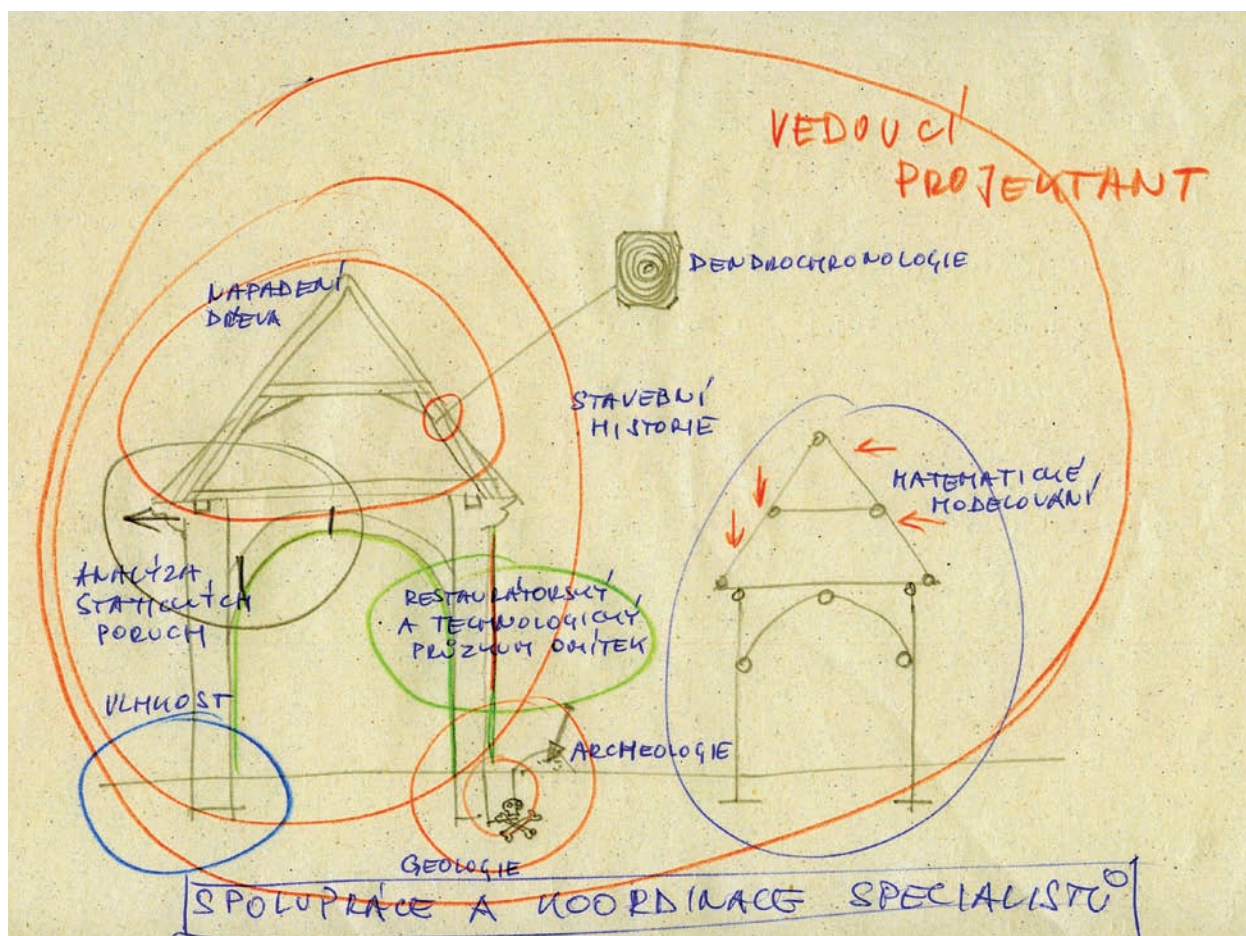 VEDOUCÍ
PROJEKTANT
DENDROCHRONOLOGIE
NAPADENÍ
DŘEVA
STAVEBNÍ
HISTORIE
MATEMATICKÉ
MODELOVÁNÍ
ANALÝZA
STATICKÝCH
PORUCH
RESTAURÁTORSKÝ
A TECHNOLOGICKÝ
PRŮZKUM OMÍTEK
VLHKOST
ARCHEOLOGIE
GEOLOGIE
SPOLUPRÁCE A KOORDINACE SPECIALISTŮ